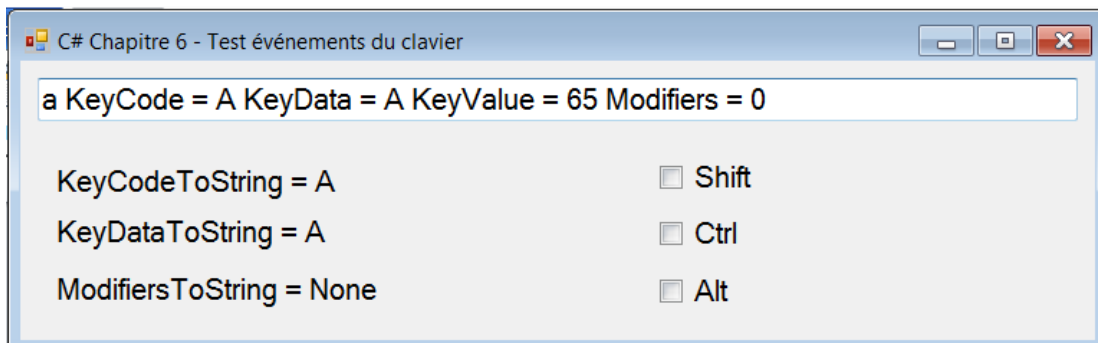 C# Chapitre 6 - Test événements du clavier
a KeyCode = A KeyData = A KeyValue = 65 Modifiers = 0
KeyCodeToString = A
Shift
KeyDataToString = A
Ctrl
ModifiersToString = None
Alt